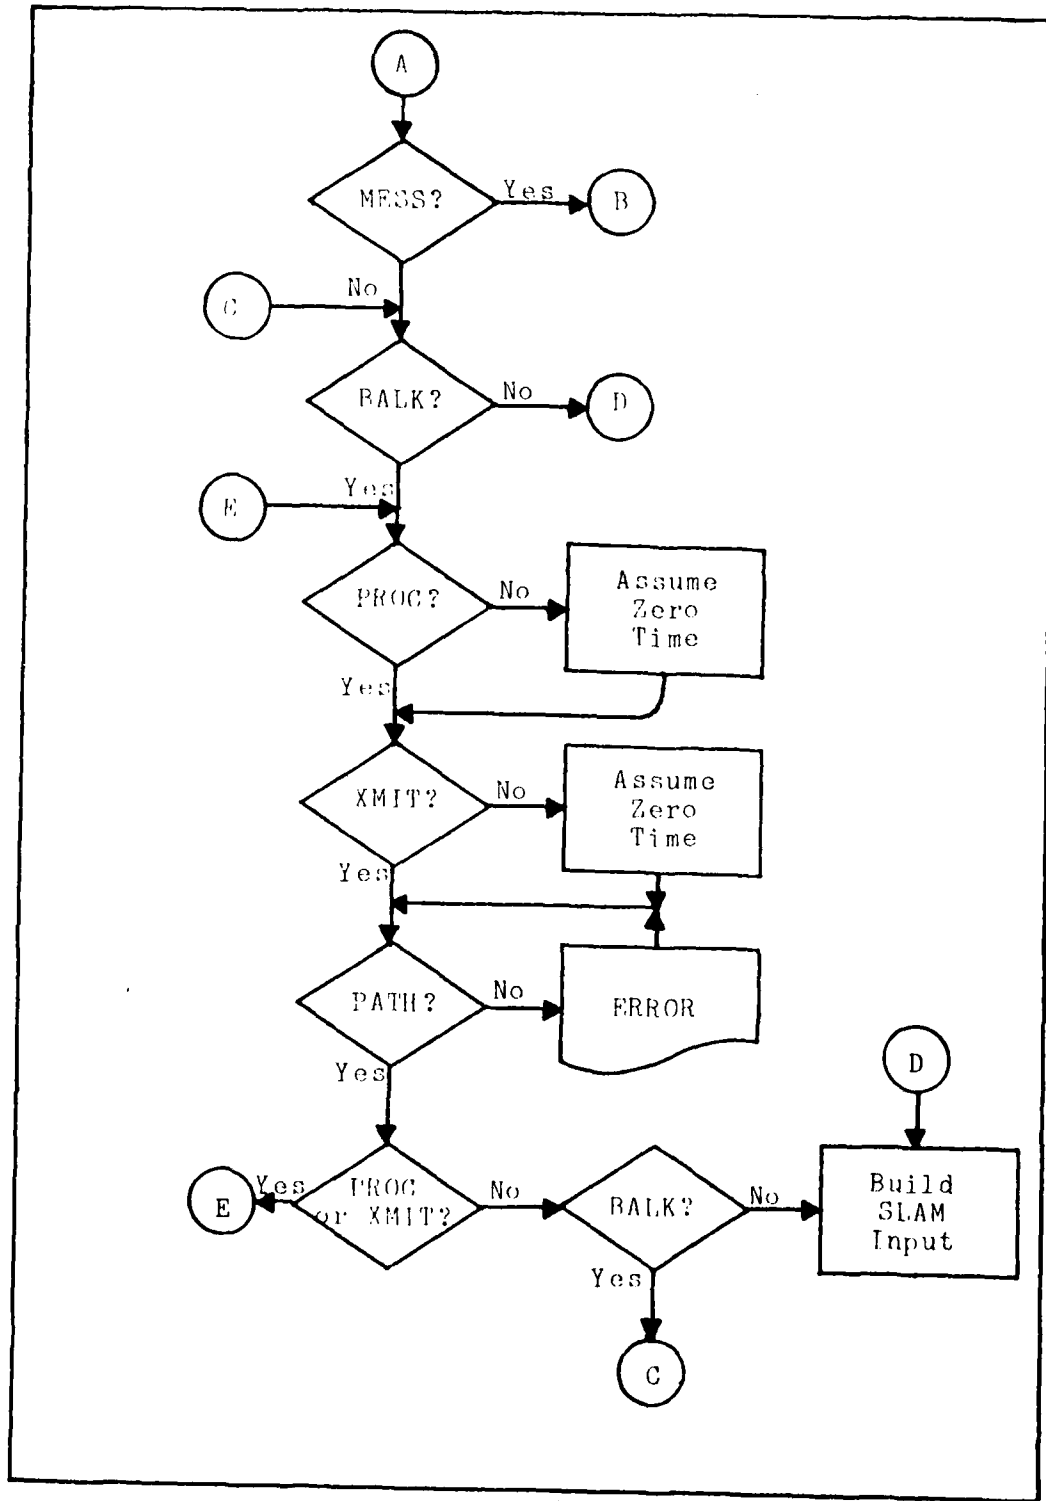 A
MESS?
Yes
B
No
C
BALK?
No
D
Yes
E
PROC?
No
Assume
Zero
Time
Yes
XMIT?
No
Assume
Zero
Time
Yes
PATH?
No
ERROR
Yes
D
E
Yes
PROC
or XMIT?
No
BALK?
No
Build
SLAM
Input
Yes
C